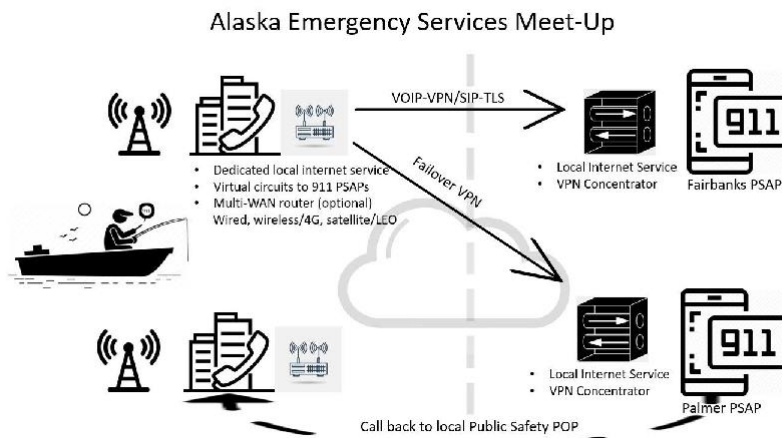 Alaska Emergency Services Meet-Up
VOIP-VPN/SIP-TLS
911
• Dedicated local internet service
• Virtual circuits to 911 PSAPs
• Multi-WAN router (optional)
Wired, wireless/4G, satellite/LEO
Failover VPN
• Local Internet Service
• VPN Concentrator
Fairbanks PSAP
911
• Local Internet Service
• VPN Concentrator
Palmer PSAP
Call back to local Public Safety POP